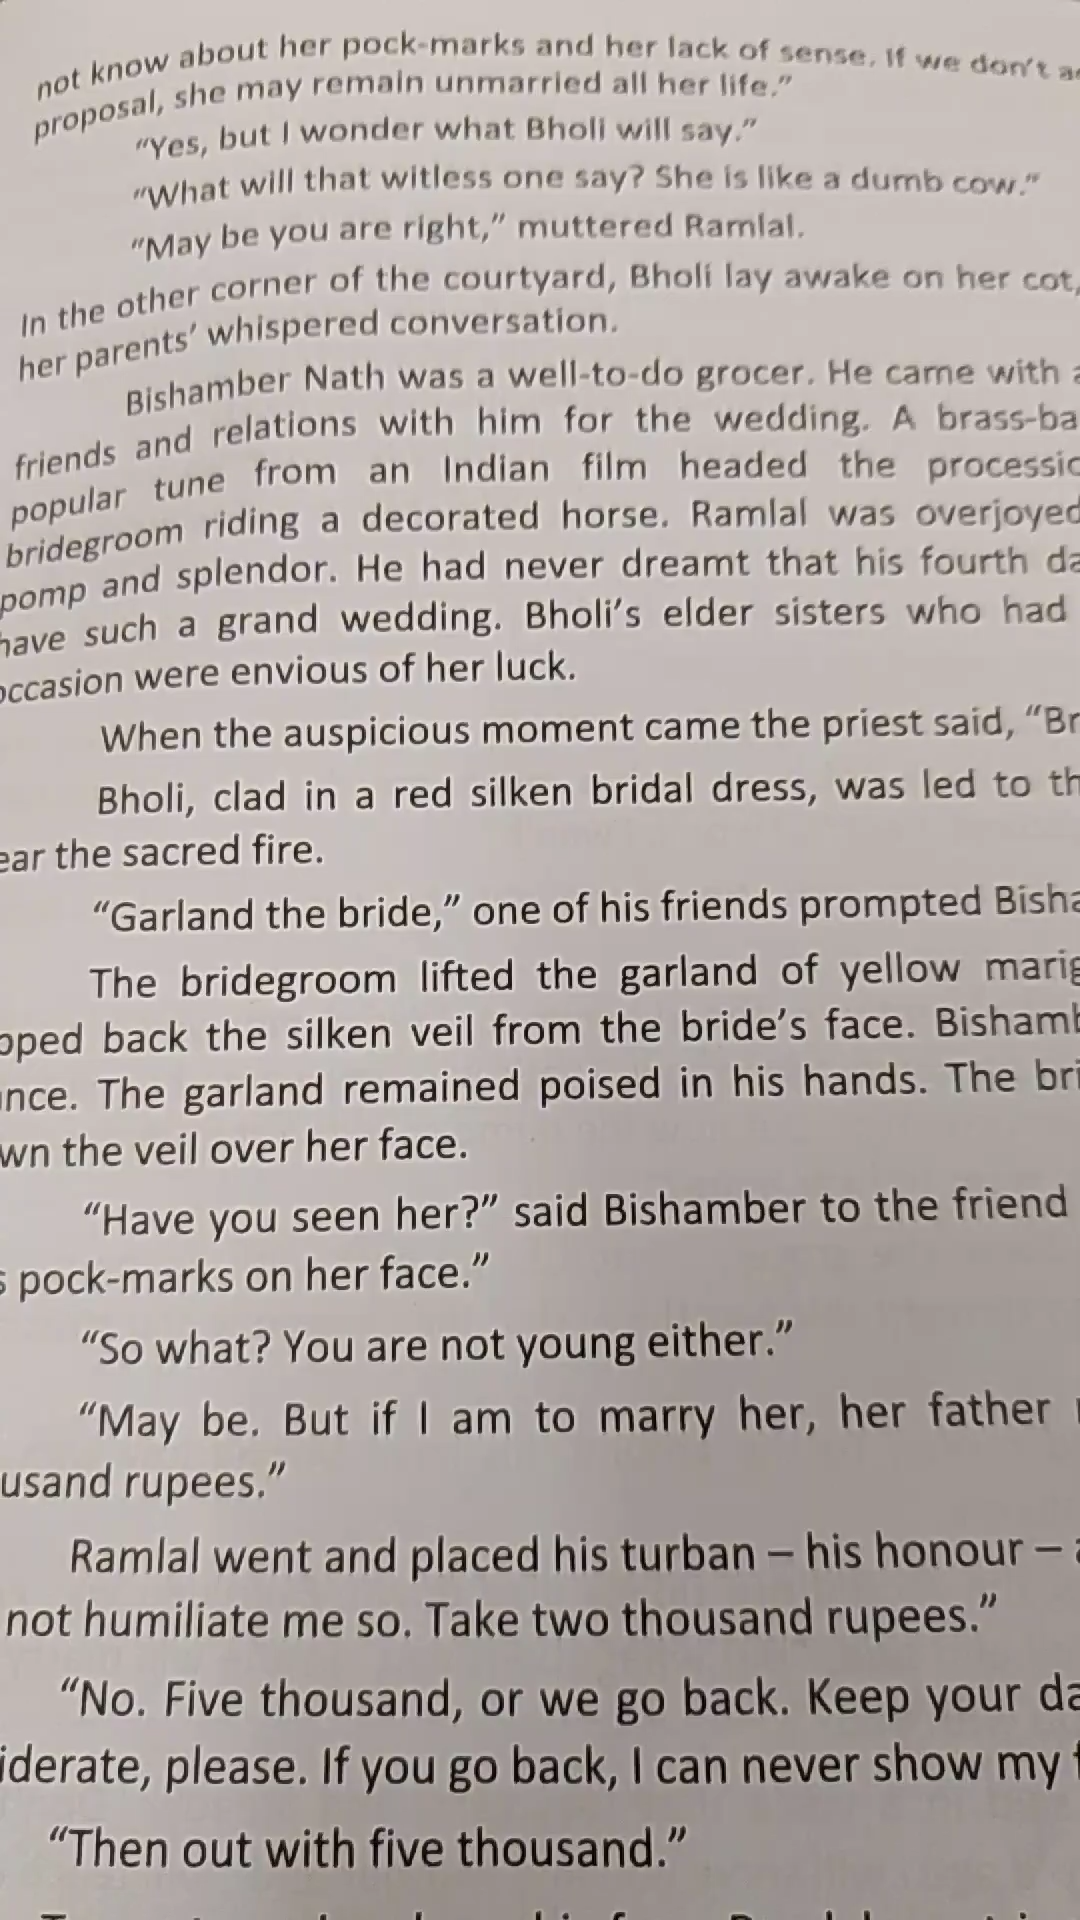 not know about her pock-marks and her lack of sense. If we don't
proposal, she may remain unmarried all her life."
"Yes, but I wonder what Bholi will say."
"What will that witless one say? She is like a dumb cow."
"May be you are right," muttered Ramlal.
In the other corner of the courtyard, Bholi lay awake on her cot,
her parents' whispered conversation.
Bishamber Nath was a well-to-do grocer. He came with
friends and relations with him for the wedding. A brass-ba
popular tune from an Indian film headed the processio
bridegroom riding a decorated horse. Ramlal was overjoyed
pomp and splendor. He had never dreamt that his fourth da
have such a grand wedding. Bholi's elder sisters who had
occasion were envious of her luck.
When the auspicious moment came the priest said, "Br
Bholi, clad in a red silken bridal dress, was led to th
ear the sacred fire.
"Garland the bride," one of his friends prompted Bisha
The bridegroom lifted the garland of yellow marig
pped back the silken veil from the bride's face. Bishamb
nce. The garland remained poised in his hands. The bri
wn the veil over her face.
"Have you seen her?" said Bishamber to the friend
s pock-marks on her face."
"So what? You are not young either."
"May be. But if I am to marry her, her father
usand rupees."
Ramlal went and placed his turban – his honour –
not humiliate me so. Take two thousand rupees."
"No. Five thousand, or we go back. Keep your da
iderate, please. If you go back, I can never show my f
"Then out with five thousand."